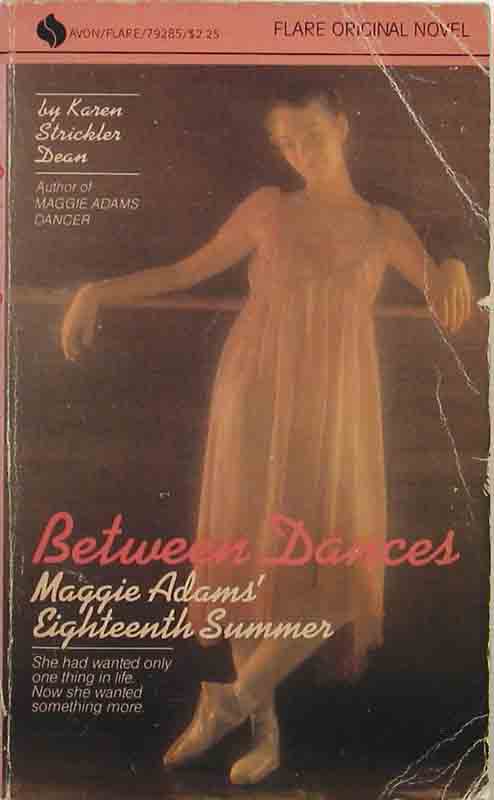 AVON/FLARE/79285/$2.25
FLARE ORIGINAL NOVEL
by Karen
Strickler
Dean
Author of
MAGGIE ADAMS
DANCER
Between Dances
Maggie Adams'
Eighteenth Summer
She had wanted only
one thing in life.
Now she wanted
something more.